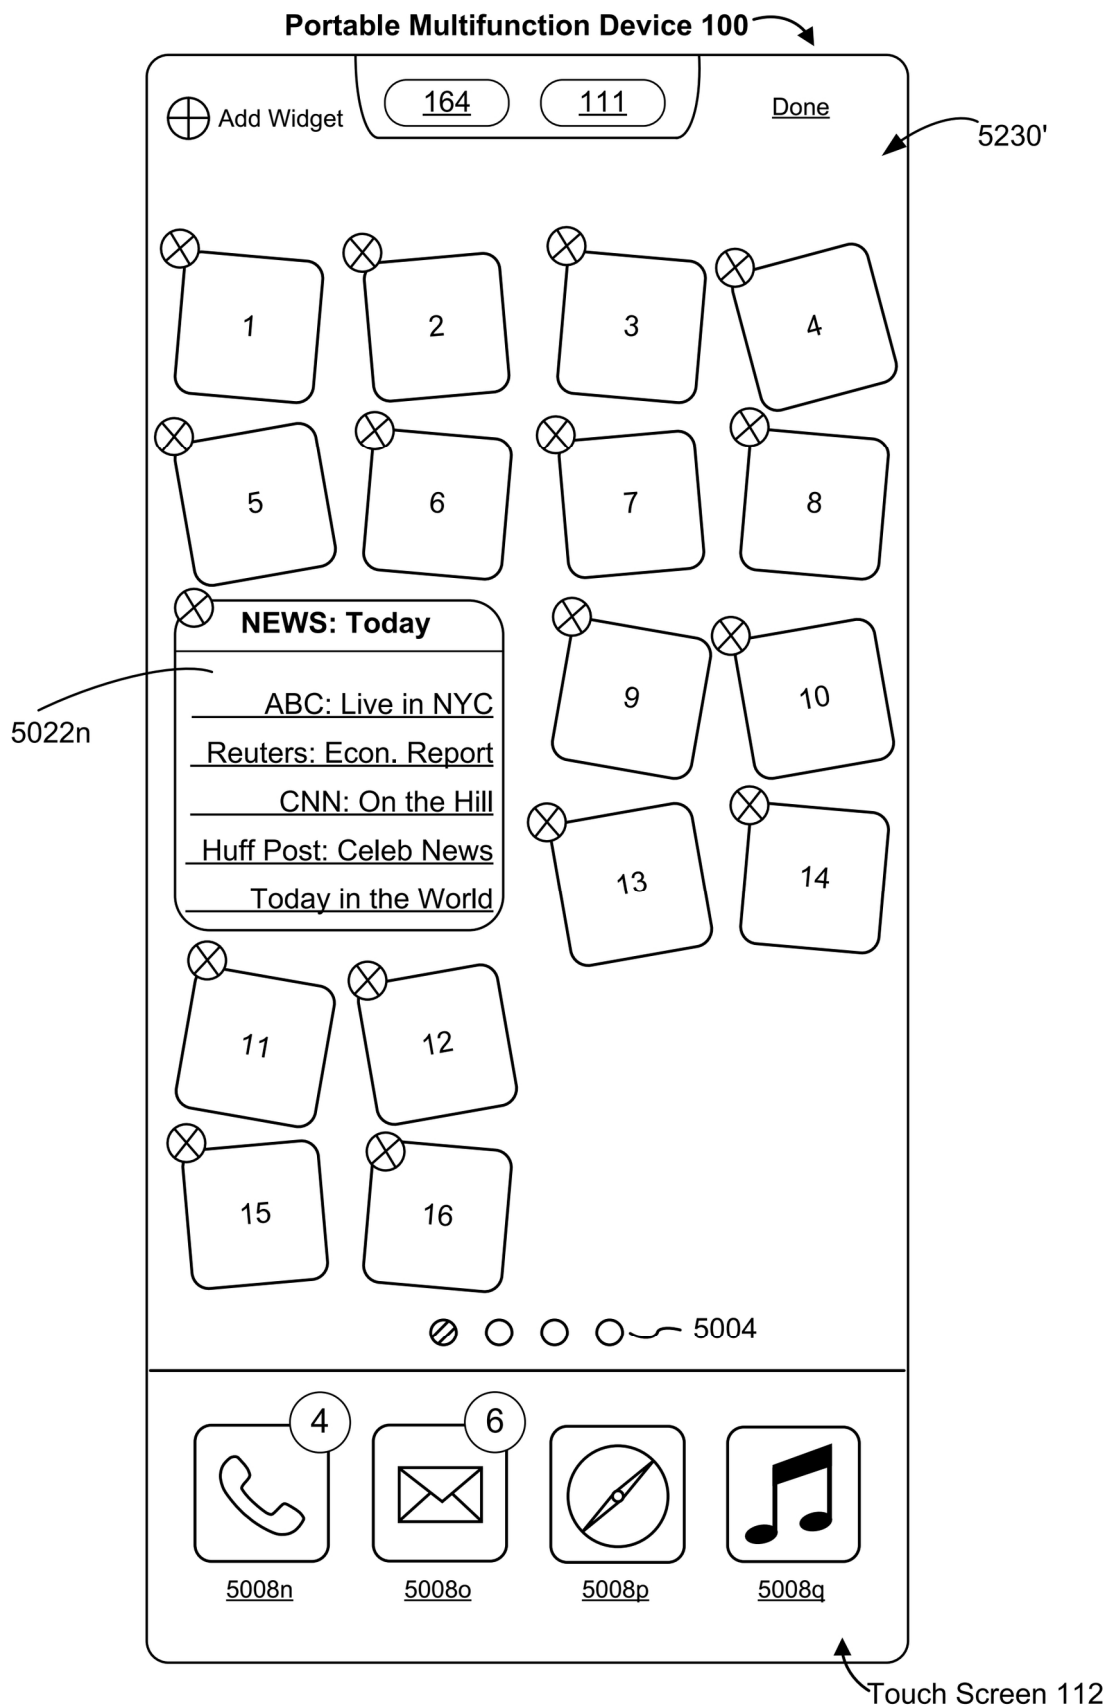 Portable Multifunction Device 100
164 111
Add Widget
Done
5230'
1 2 3 4
5 6 7 8
NEWS: Today
9 10
ABC: Live in NYC
5022n
Reuters: Econ. Report
CNN: On the Hill
Huff Post: Celeb News
13 14
Today in the World
11 12
15 16
5004
4 6
5008n 5008o 5008p 5008q
Touch Screen 112